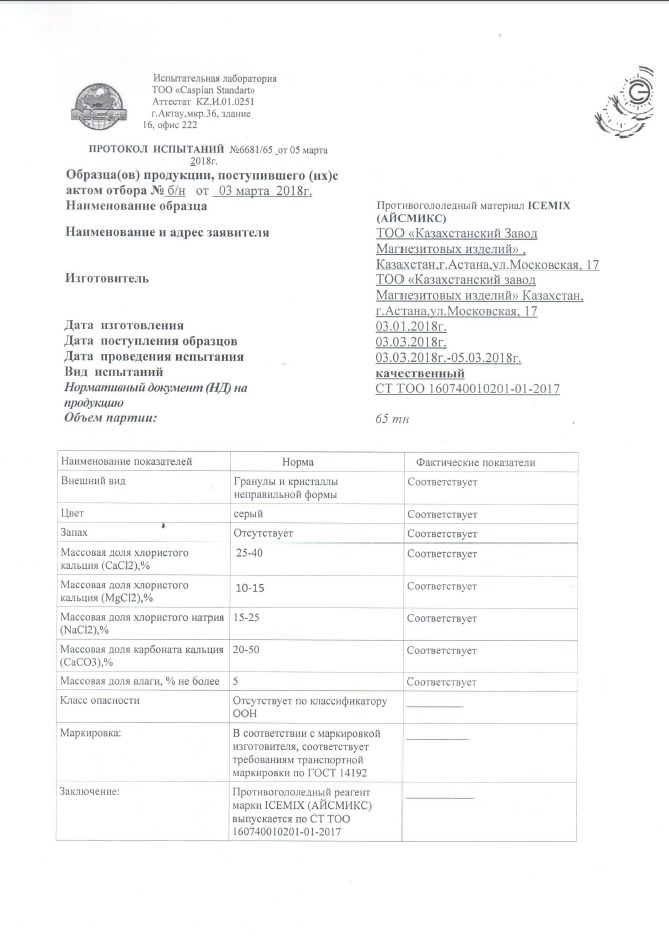 Испытательная лаборатория
ТОО «Caspian Standart»
Аттестат KZ.И.01.0251
г.Актау,мкр.36, здание
16, офис 222
ПРОТОКОЛ ИСПЫТАНИЙ №6681/65 от 05 марта
2018г.
Образца(ов) продукции, поступившего (их)с
актом отбора № б/н от 03 марта 2018г.
Наименование образца Противогололедный материал ICEMIX
(АЙСМИКС)
Наименование и адрес заявителя ТОО «Казахстанский Завод
Магнезитовых изделий» ,
Казахстан,г.Астана,ул.Московская, 17
Изготовитель ТОО «Казахстанский завод
Магнезитовых изделий» Казахстан,
г.Астана,ул.Московская, 17
Дата изготовления 03.01.2018г.
Дата поступления образцов 03.03.2018г.
Дата проведения испытания 03.03.2018г.-05.03.2018г.
Вид испытаний качественный
Нормативный документ (НД) на СТ ТОО 160740010201-01-2017
продукцию
Объем партии: 65 тн
Наименование показателей Норма Фактические показатели
Внешний вид Гранулы и кристаллы Соответствует
неправильной формы
Цвет серый Соответствует
Запах Отсутствует Соответствует
Массовая доля хлористого 25-40 Соответствует
кальция (CaCl2),%
Массовая доля хлористого 10-15 Соответствует
кальция (MgCl2),%
Массовая доля хлористого натрия 15-25 Соответствует
(NaCl2),%
Массовая доля карбоната кальция 20-50 Соответствует
(CaCO3),%
Массовая доля влаги, % не более 5 Соответствует
Класс опасности Отсутствует по классификатору
ООН
Маркировка: В соответствии с маркировкой
изготовителя, соответствует
требованиям транспортной
маркировки по ГОСТ 14192
Заключение: Противогололедный реагент
марки ICEMIX (АЙСМИКС)
выпускается по СТ ТОО
160740010201-01-2017